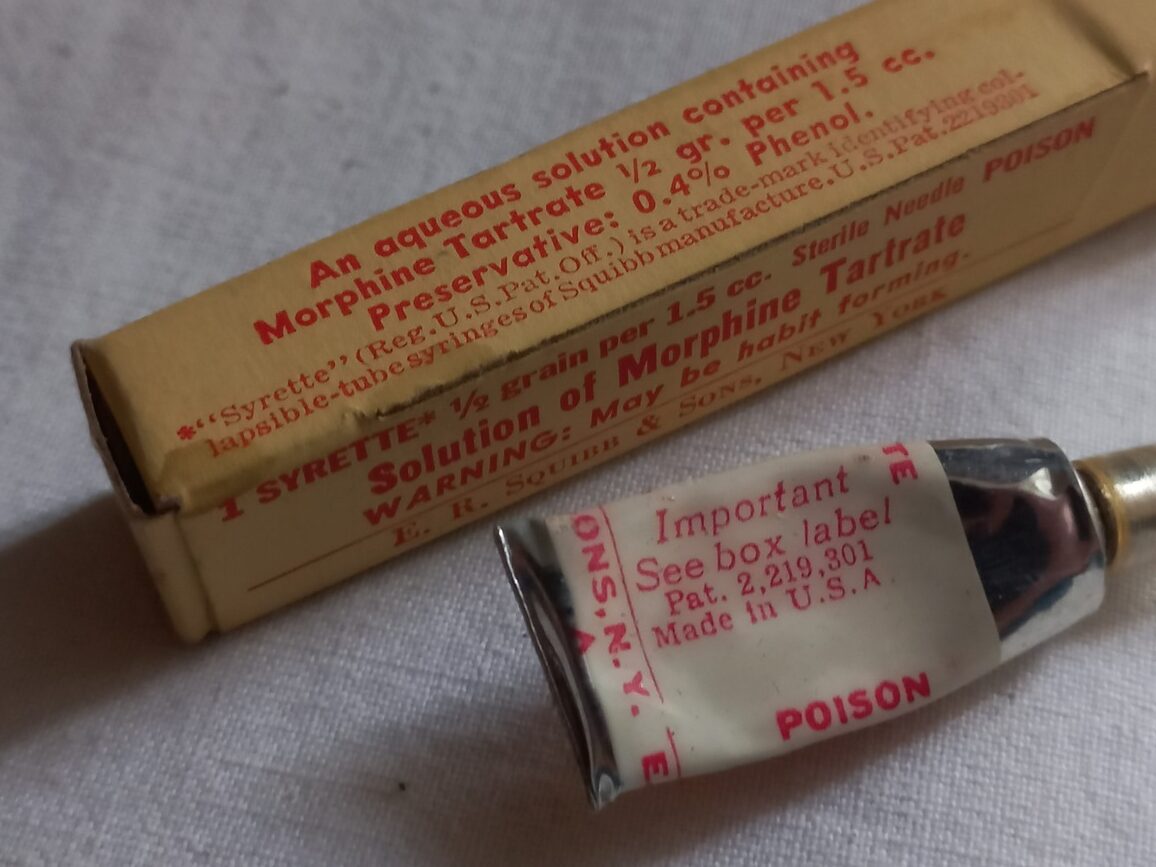 An aqueous solution containing
Morphine Tartrate 1/2 gr. per 1.5 cc.
Preservative: 0.4% Phenol.
*“Syrette” (Reg. U.S. Pat. Off.) is a trade-mark identifying col-
lapsible-tube syringes of Squibb manufacture. U.S. Pat. 2219301
1 SYRETTE* 1/2 grain per 1.5 cc. Sterile Needle POISON
Solution of Morphine Tartrate
WARNING: May be habit forming.
E. R. SQUIBB & SONS, NEW YORK
TE
Important
See box label
Pat. 2,219,301
Made in U.S.A
POISON
ONS, N.Y.
E